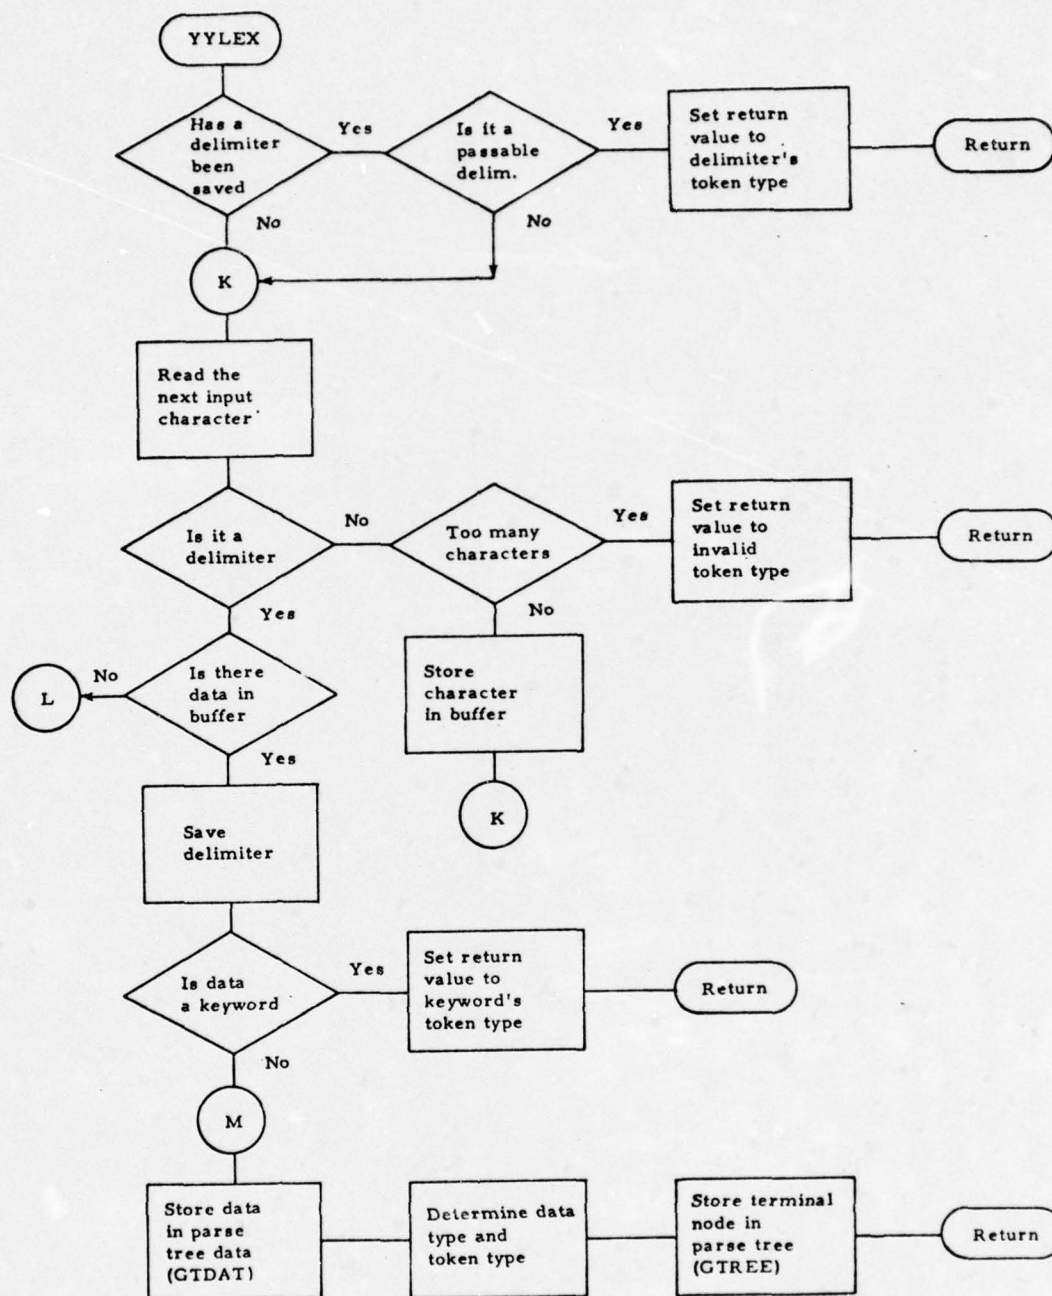 YYLEX
Has a
delimiter
been
saved
Yes
Is it a
passable
delim.
Yes
Set return
value to
delimiter's
token type
Return
No
No
K
Read the
next input
character
Is it a
delimiter
No
Too many
characters
Yes
Set return
value to
invalid
token type
Return
Yes
No
L
No
Is there
data in
buffer
Store
character
in buffer
Yes
K
Save
delimiter
Is data
a keyword
Yes
Set return
value to
keyword's
token type
Return
No
M
Store data
in parse
tree data
(GTDAT)
Determine data
type and
token type
Store terminal
node in
parse tree
(GTREE)
Return